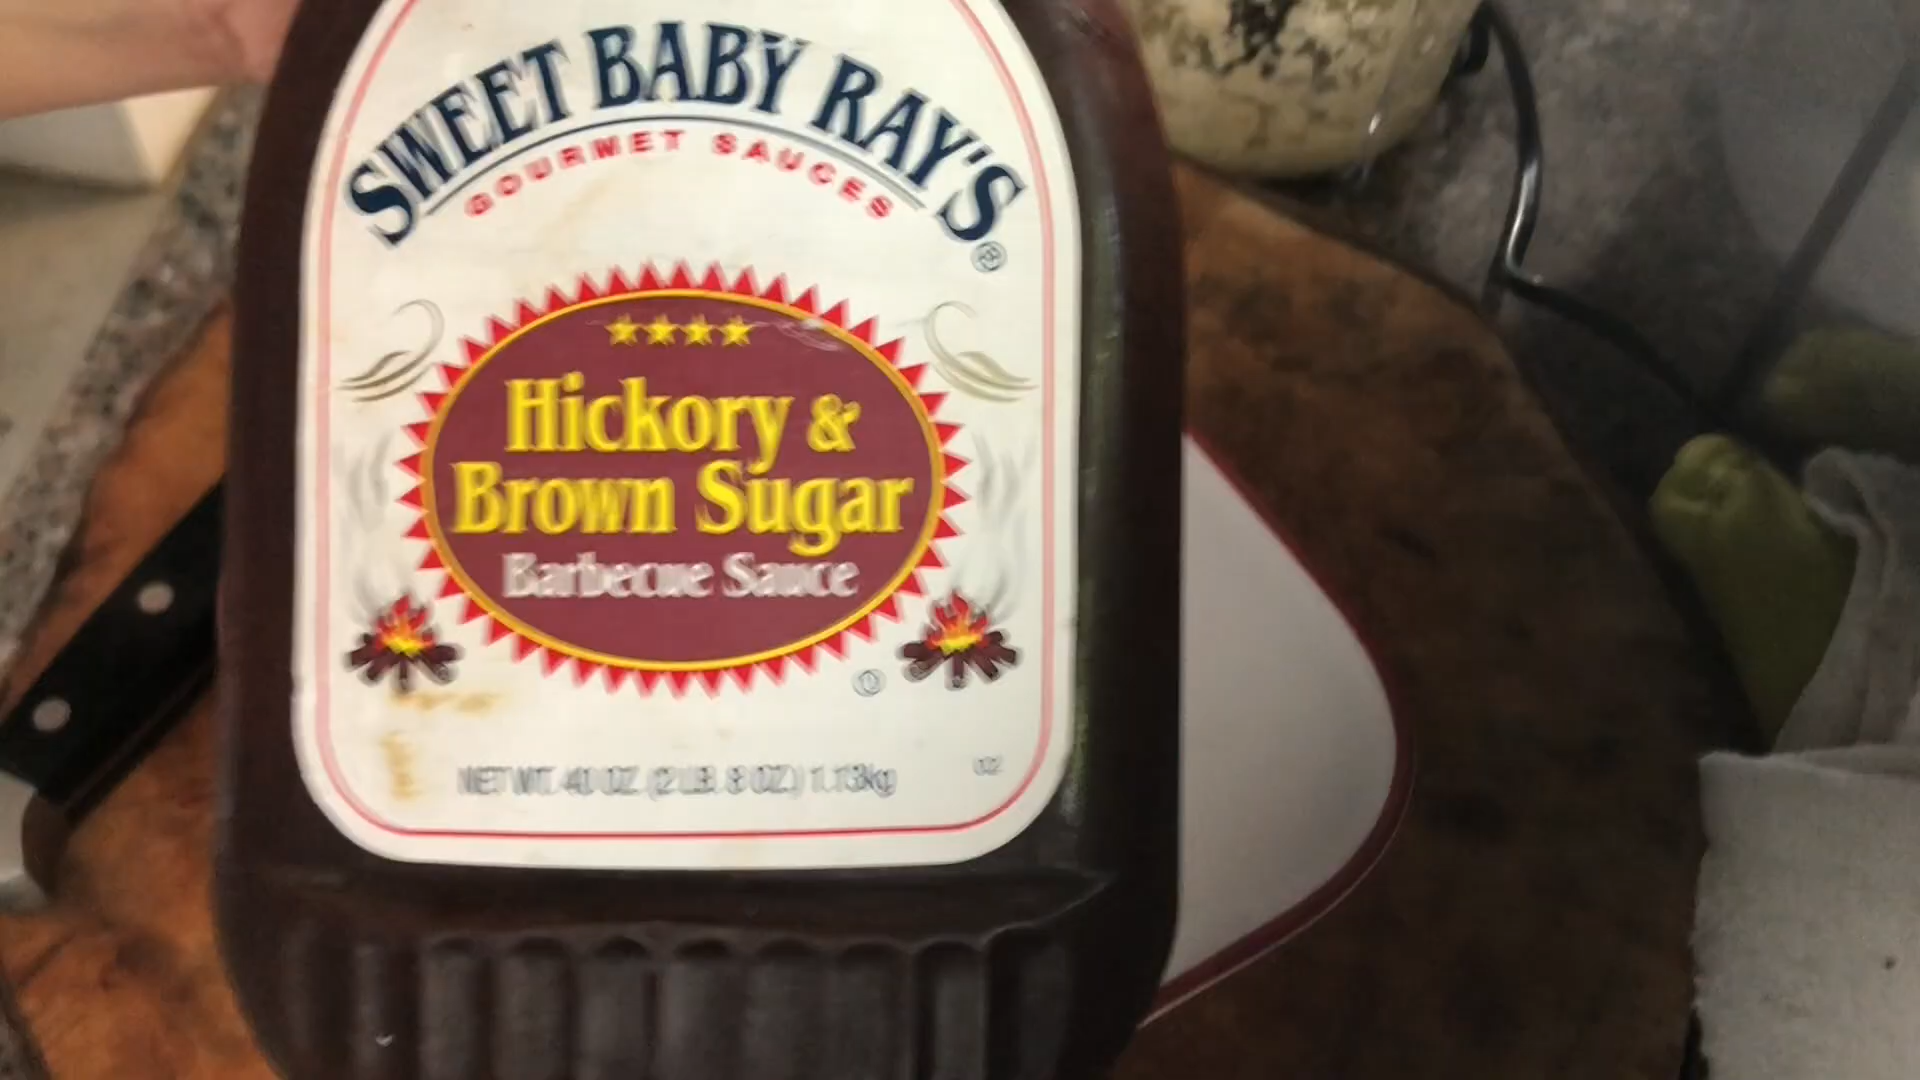 SWEET BABY RAY'S®
GOURMET SAUCES
Hickory &
Brown Sugar
Barbecue Sauce
NET WT. 40 OZ. (2 LB. 8 OZ.) 1.13kg